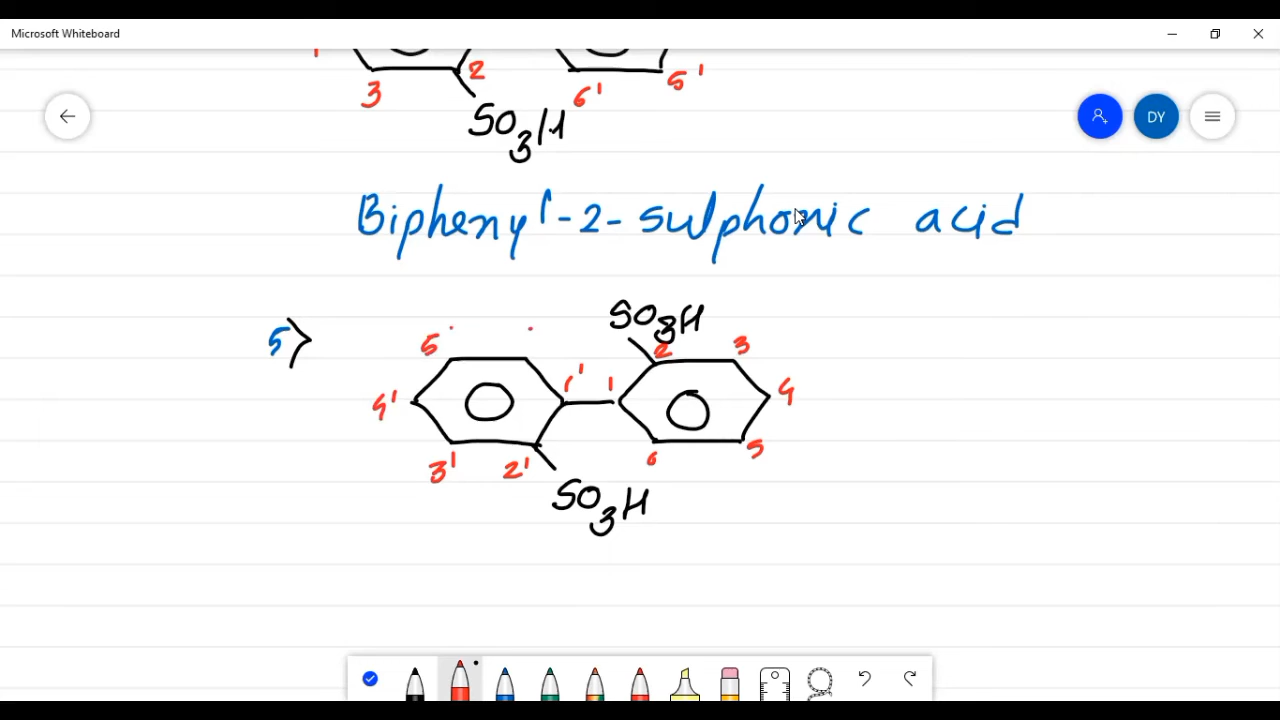 Microsoft Whiteboard
DY
1
3
2
6'
5'
SO3H
Biphenyl-2-sulphonic acid
5>
SO3H
5
2
3
4'
1'
1
4
3'
2'
6
5
SO3H